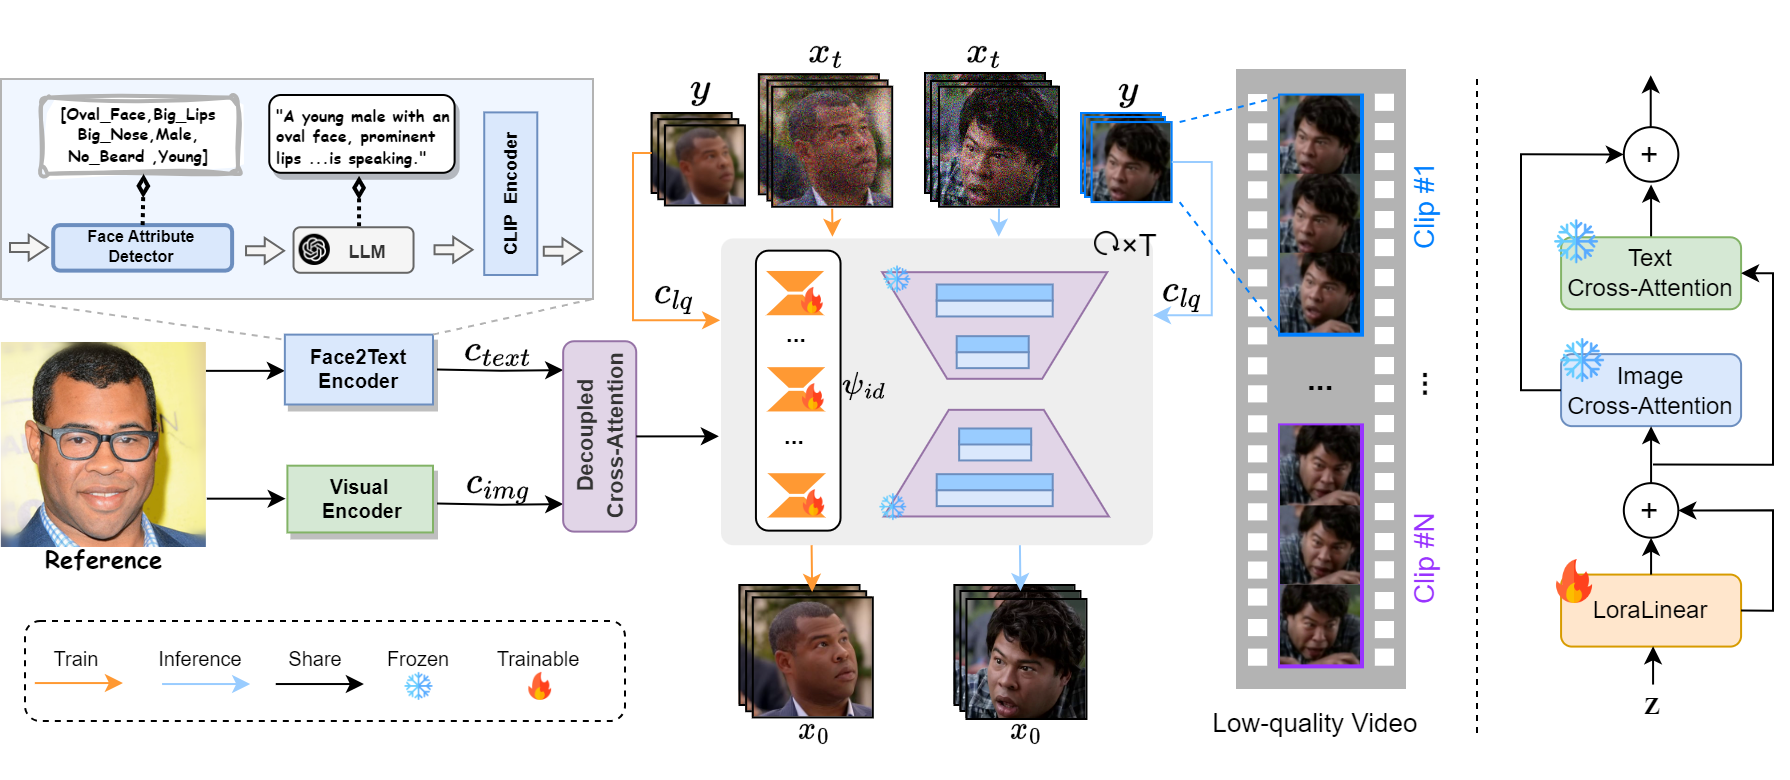 [Oval_Face,Big_Lips
Big_Nose,Male,
No_Beard ,Young]
"A young male with an
oval face, prominent
lips ...is speaking."
Face Attribute
Detector
LLM
CLIP Encoder
Face2Text
Encoder
Visual
Encoder
Reference
c_{text}
c_{img}
Decoupled
Cross-Attention
y
x_t
x_t
y
c_{lq}
c_{lq}
×T
...
...
ψ_{id}
x_0
x_0
Clip #1
...
...
Clip #N
Low-quality Video
Train
Inference
Share
Frozen
Trainable
+
Text
Cross-Attention
Image
Cross-Attention
+
LoraLinear
z